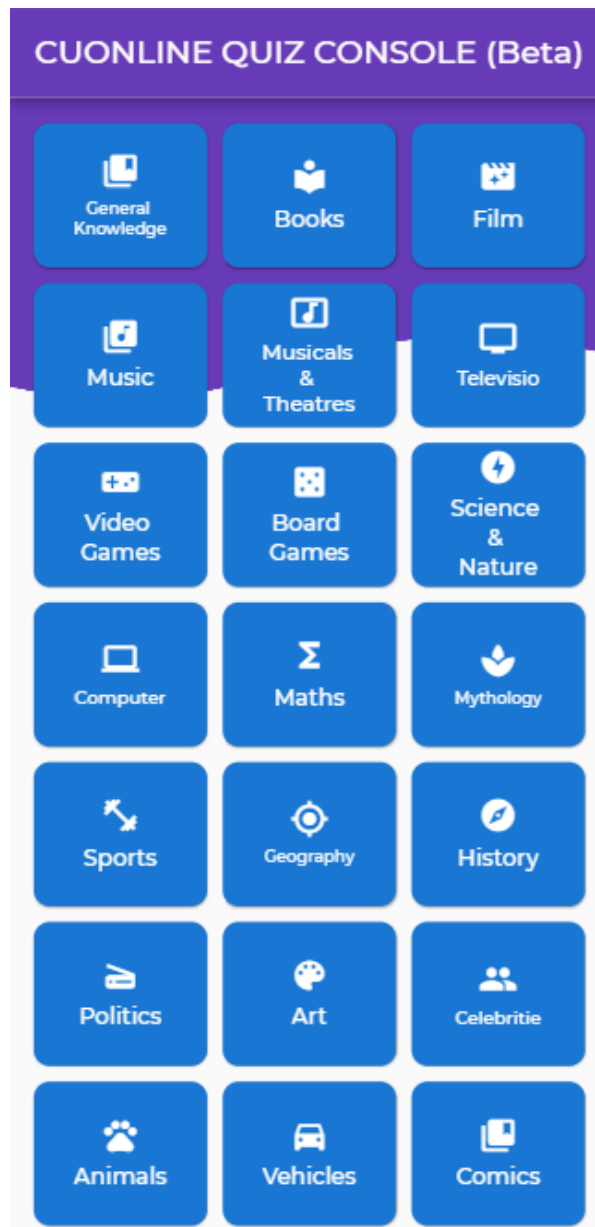 CUONLINE QUIZ CONSOLE (Beta)
General
Knowledge
Books
Film
Music
Musicals
&
Theatres
Televisio
Video
Games
Board
Games
Science
&
Nature
Computer
Maths
Mythology
Sports
Geography
History
Politics
Art
Celebritie
Animals
Vehicles
Comics